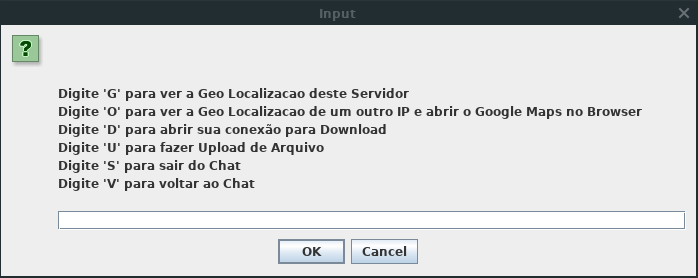 Input
?
Digite 'G' para ver a Geo Localizacao deste Servidor
Digite 'O' para ver a Geo Localizacao de um outro IP e abrir o Google Maps no Browser
Digite 'D' para abrir sua conexão para Download
Digite 'U' para fazer Upload de Arquivo
Digite 'S' para sair do Chat
Digite 'V' para voltar ao Chat
OK Cancel